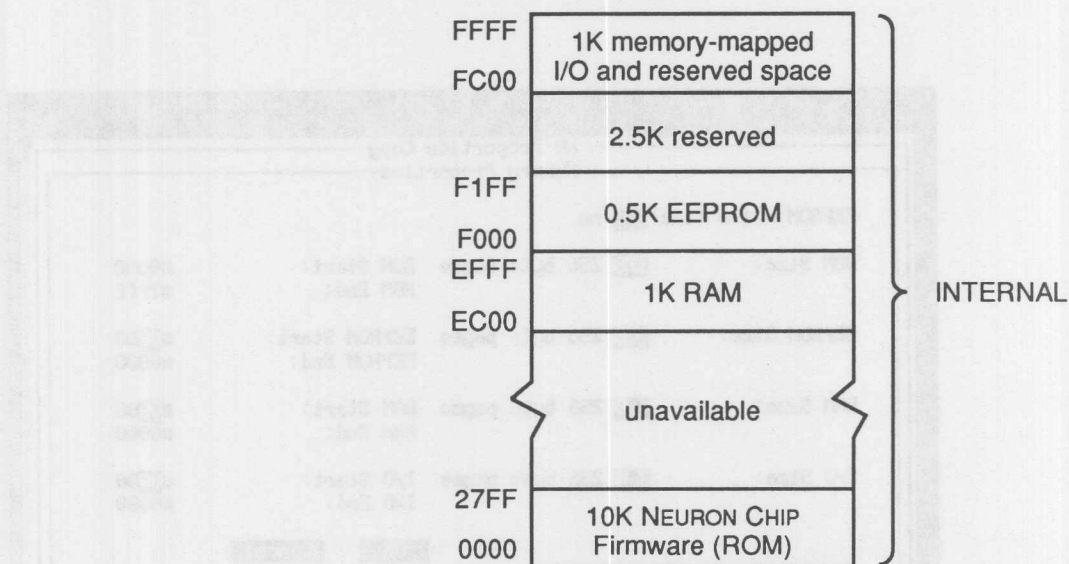 FFFF
1K memory-mapped
I/O and reserved space
FC00
2.5K reserved
F1FF
0.5K EEPROM
F000
EFFF
1K RAM
INTERNAL
EC00
unavailable
27FF
10K NEURON CHIP
Firmware (ROM)
0000